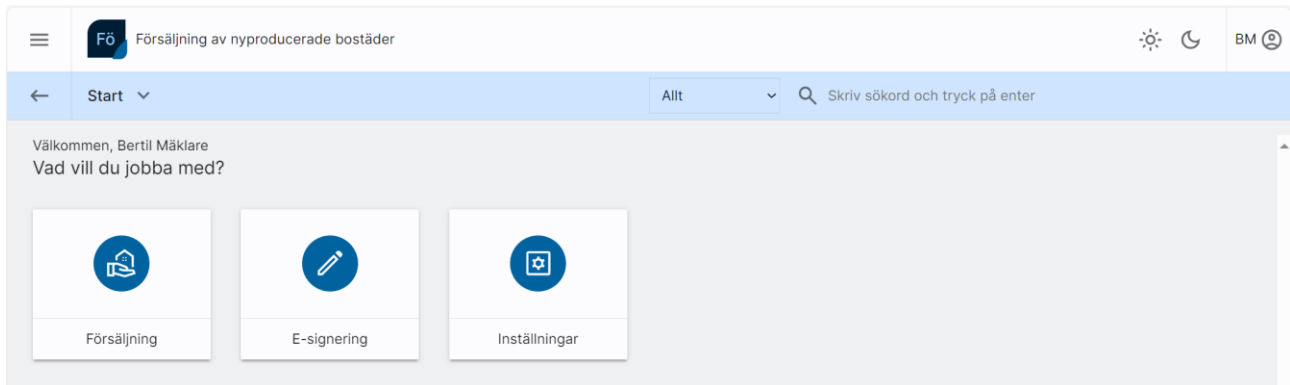 Fö Försäljning av nyproducerade bostäder BM
Start Allt Skriv sökord och tryck på enter
Välkommen, Bertil Mäklare
Vad vill du jobba med?
Försäljning E-signering Inställningar